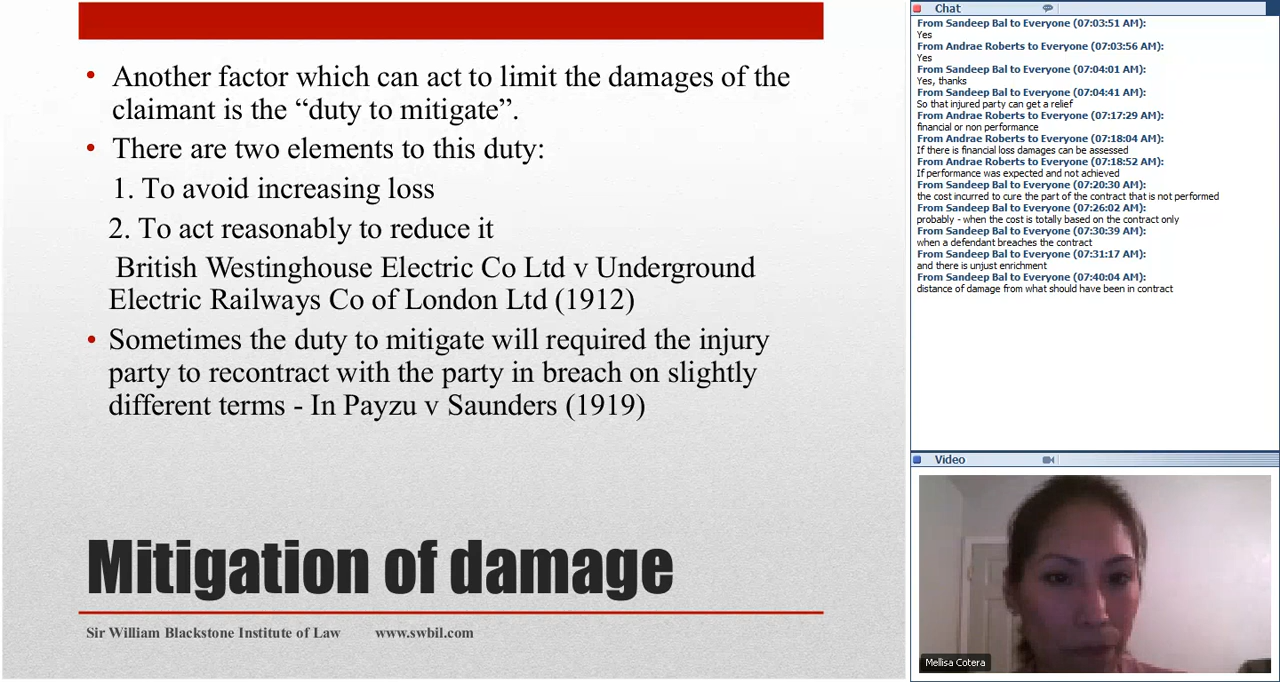 • Another factor which can act to limit the damages of the
claimant is the “duty to mitigate”.
• There are two elements to this duty:
1. To avoid increasing loss
2. To act reasonably to reduce it
British Westinghouse Electric Co Ltd v Underground
Electric Railways Co of London Ltd (1912)
• Sometimes the duty to mitigate will required the injury
party to recontract with the party in breach on slightly
different terms - In Payzu v Saunders (1919)
Mitigation of damage
Sir William Blackstone Institute of Law www.swbil.com
Chat
From Sandeep Bal to Everyone (07:03:51 AM):
Yes
From Andrae Roberts to Everyone (07:03:56 AM):
Yes
From Sandeep Bal to Everyone (07:04:01 AM):
Yes, thanks
From Sandeep Bal to Everyone (07:04:41 AM):
So that injured party can get a relief
From Andrae Roberts to Everyone (07:17:29 AM):
financial or non performance
From Andrae Roberts to Everyone (07:18:04 AM):
If there is financial loss damages can be assessed
From Andrae Roberts to Everyone (07:18:52 AM):
If performance was expected and not achieved
From Sandeep Bal to Everyone (07:20:30 AM):
the cost incurred to cure the part of the contract that is not performed
From Sandeep Bal to Everyone (07:26:02 AM):
probably - when the cost is totally based on the contract only
From Sandeep Bal to Everyone (07:30:39 AM):
when a defendant breaches the contract
From Sandeep Bal to Everyone (07:31:17 AM):
and there is unjust enrichment
From Sandeep Bal to Everyone (07:40:04 AM):
distance of damage from what should have been in contract
Video
Mellisa Cotera